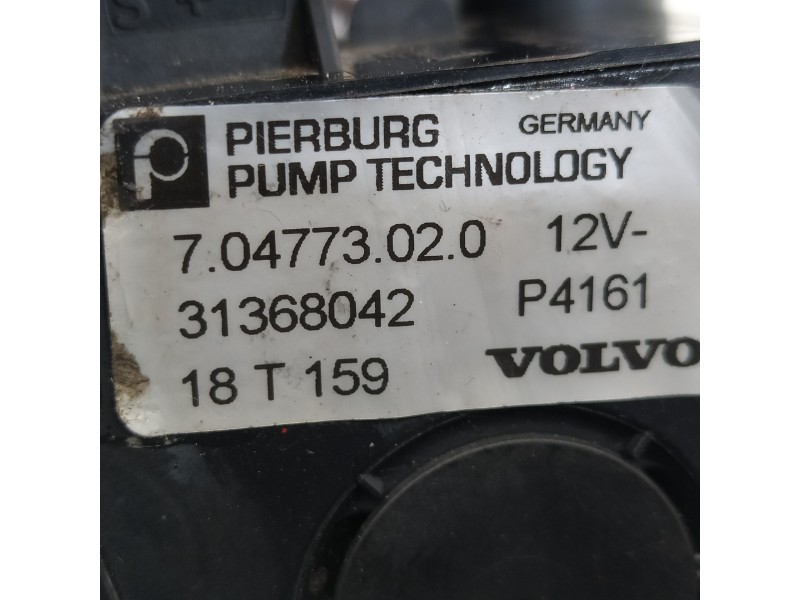 PIERBURG GERMANY
PUMP TECHNOLOGY
7.04773.02.0 12V-
31368042 P4161
18 T 159 VOLVO